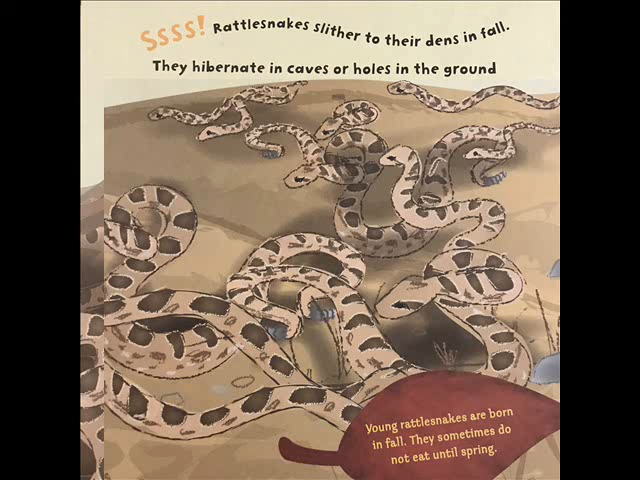 Ssss! Rattlesnakes slither to their dens in fall.
They hibernate in caves or holes in the ground
Young rattlesnakes are born
in fall. They sometimes do
not eat until spring.